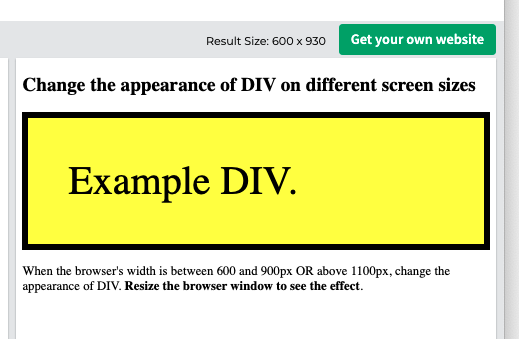 Result Size: 600 x 930
Get your own website
Change the appearance of DIV on different screen sizes
Example DIV.
When the browser's width is between 600 and 900px OR above 1100px, change the
appearance of DIV. Resize the browser window to see the effect.